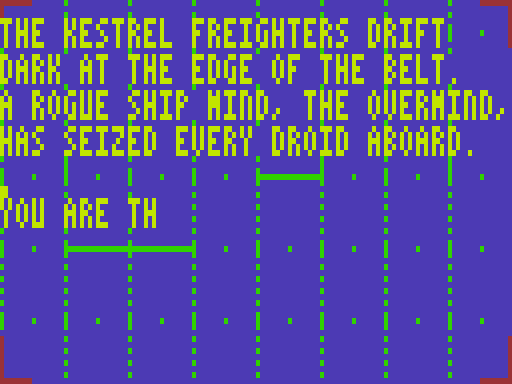 THE KESTREL FREIGHTERS DRIFT
DARK AT THE EDGE OF THE BELT.
A ROGUE SHIP MIND, THE OVERMIND,
HAS SEIZED EVERY DROID ABOARD.
YOU ARE TH